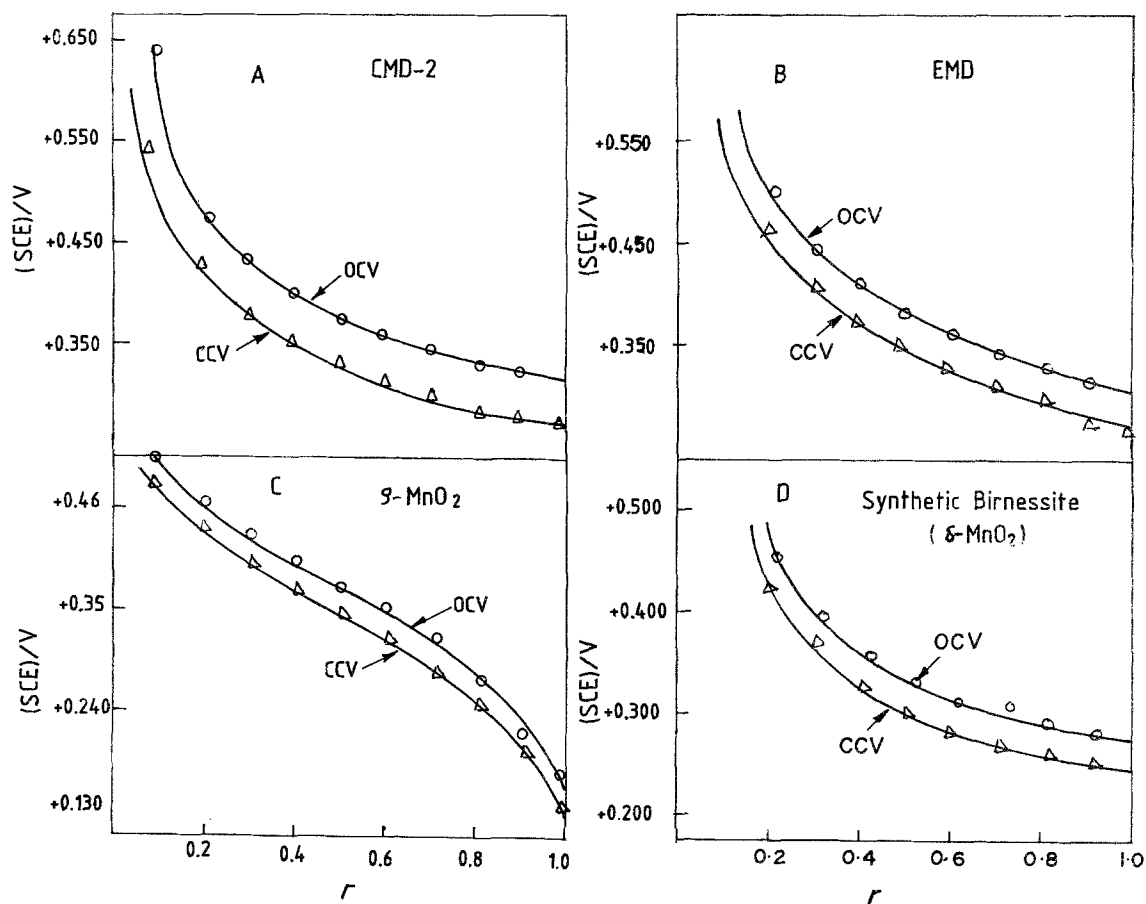 A CMD-2
+0.650
+0.550
+0.450
+0.350
(SCE)/V
OCV
CCV
B EMD
+0.550
+0.450
+0.350
(SCE)/V
OCV
CCV
C 9-MnO₂
+0.46
+0.35
+0.240
+0.130
(SCE)/V
OCV
CCV
0.2 0.4 0.6 0.8 1.0
r
D Synthetic Birnessite
(δ-MnO₂)
+0.500
+0.400
+0.300
+0.200
(SCE)/V
OCV
CCV
0.2 0.4 0.6 0.8 1.0
r